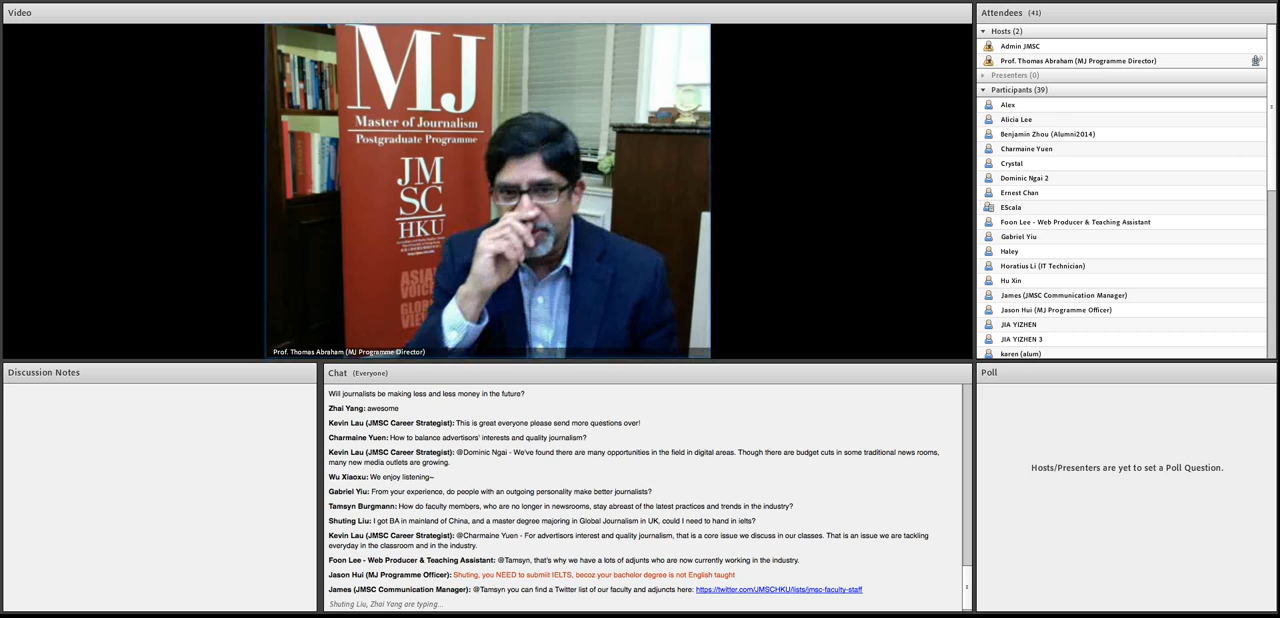 Video
MJ
Master of Journalism
Postgraduate Programme
JM
SC
HKU
ASIA
VOIC
GLOB
VIE
Prof. Thomas Abraham (MJ Programme Director)
Attendees (41)
Hosts (2)
Admin JMSC
Prof. Thomas Abraham (MJ Programme Director)
Presenters (0)
Participants (39)
Alex
Alicia Lee
Benjamin Zhou (Alumni2014)
Charmaine Yuen
Crystal
Dominic Ngai 2
Ernest Chan
EScala
Foon Lee - Web Producer & Teaching Assistant
Gabriel Yiu
Haley
Horatius Li (IT Technician)
Hu Xin
James (JMSC Communication Manager)
Jason Hui (MJ Programme Officer)
JIA YIZHEN
JIA YIZHEN 3
karen (alum)
Discussion Notes
Chat (Everyone)
Will journalists be making less and less money in the future?
Zhai Yang: awesome
Kevin Lau (JMSC Career Strategist): This is great everyone please send more questions over!
Charmaine Yuen: How to balance advertisors' interests and quality journalism?
Kevin Lau (JMSC Career Strategist): @Dominic Ngai - We've found there are many opportunities in the field in digital areas. Though there are budget cuts in some traditional news rooms,
many new media outlets are growing.
Wu Xiaoxu: We enjoy listening~
Gabriel Yiu: From your experience, do people with an outgoing personality make better journalists?
Tamsyn Burgmann: How do faculty members, who are no longer in newsrooms, stay abreast of the latest practices and trends in the industry?
Shuting Liu: I got BA in mainland of China, and a master degree majoring in Global Journalism in UK, could I need to hand in ielts?
Kevin Lau (JMSC Career Strategist): @Charmaine Yuen - For advertisors interest and quality journalism, that is a core issue we discuss in our classes. That is an issue we are tackling
everyday in the classroom and in the industry.
Foon Lee - Web Producer & Teaching Assistant: @Tamsyn, that's why we have a lots of adjunts who are now currently working in the industry.
Jason Hui (MJ Programme Officer): Shuting, you NEED to submiit IELTS, becoz your bachelor degree is not English taught
James (JMSC Communication Manager): @Tamsyn you can find a Twitter list of our faculty and adjuncts here: https://twitter.com/JMSCHKU/lists/jmsc-faculty-staff
Shuting Liu, Zhai Yang are typing...
Poll
Hosts/Presenters are yet to set a Poll Question.